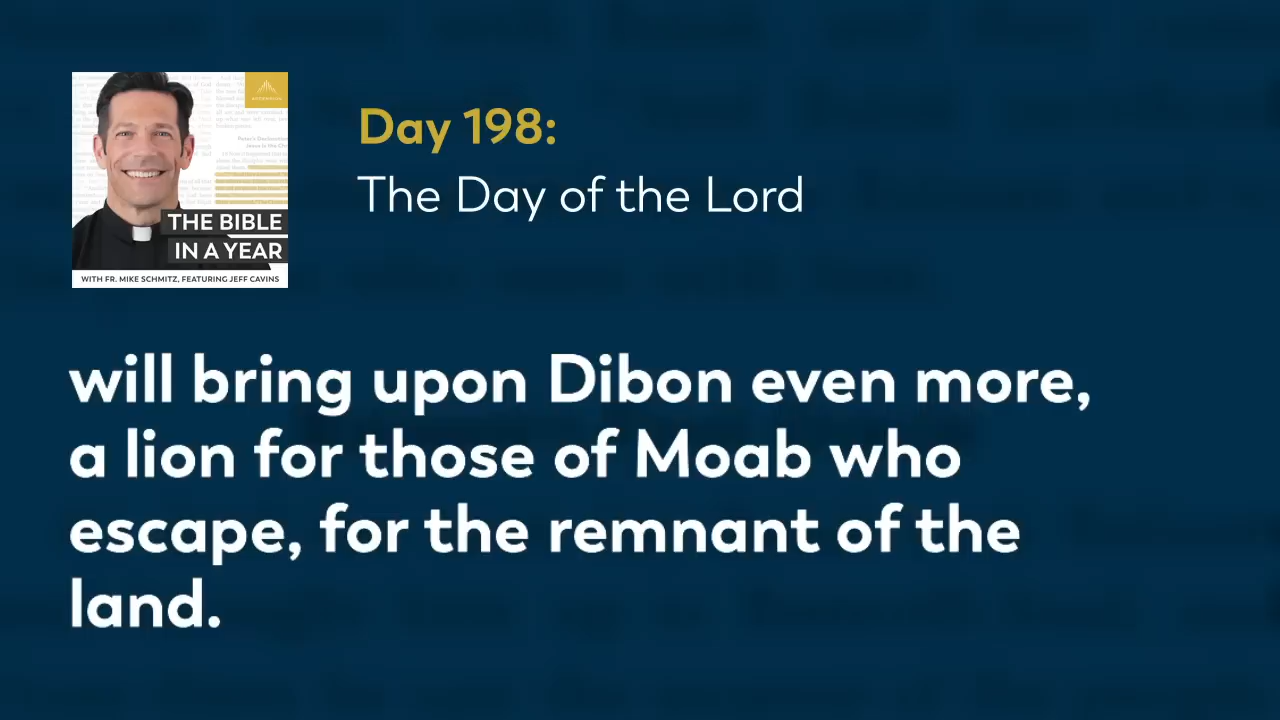 Day 198:
The Day of the Lord
THE BIBLE
IN A YEAR
WITH FR. MIKE SCHMITZ, FEATURING JEFF CAVINS
will bring upon Dibon even more,
a lion for those of Moab who
escape, for the remnant of the
land.